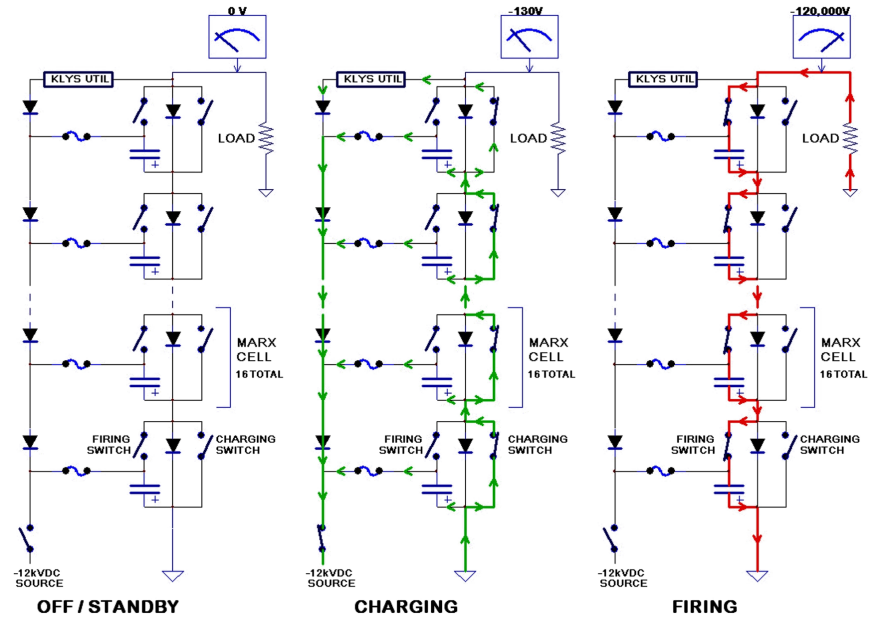 0 V
KLYS UTIL
LOAD
+
+
+
MARX
CELL
16 TOTAL
FIRING
SWITCH
CHARGING
SWITCH
+
-12kVDC
SOURCE
OFF / STANDBY
-130V
KLYS UTIL
LOAD
+
+
+
MARX
CELL
16 TOTAL
FIRING
SWITCH
CHARGING
SWITCH
+
-12kVDC
SOURCE
CHARGING
-120,000V
KLYS UTIL
LOAD
+
+
+
MARX
CELL
16 TOTAL
FIRING
SWITCH
CHARGING
SWITCH
+
-12kVDC
SOURCE
FIRING